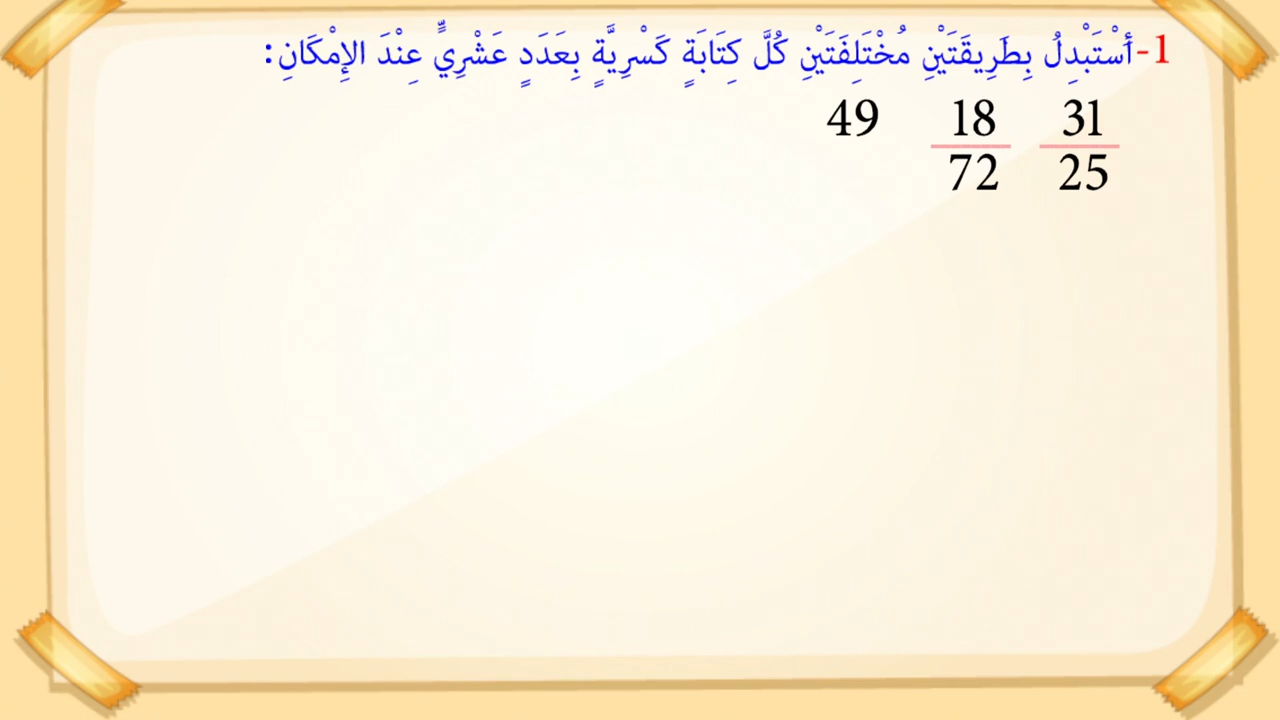 1-أَسْتَبْدِلُ بِطَرِيقَتَيْنِ مُخْتَلِفَتَيْنِ كُلَّ كِتَابَةٍ كَسْرِيَّةٍ بِعَدَدٍ عَشْرِيٍّ عِنْدَ الإِمْكَانِ:
31 18 49
25 72